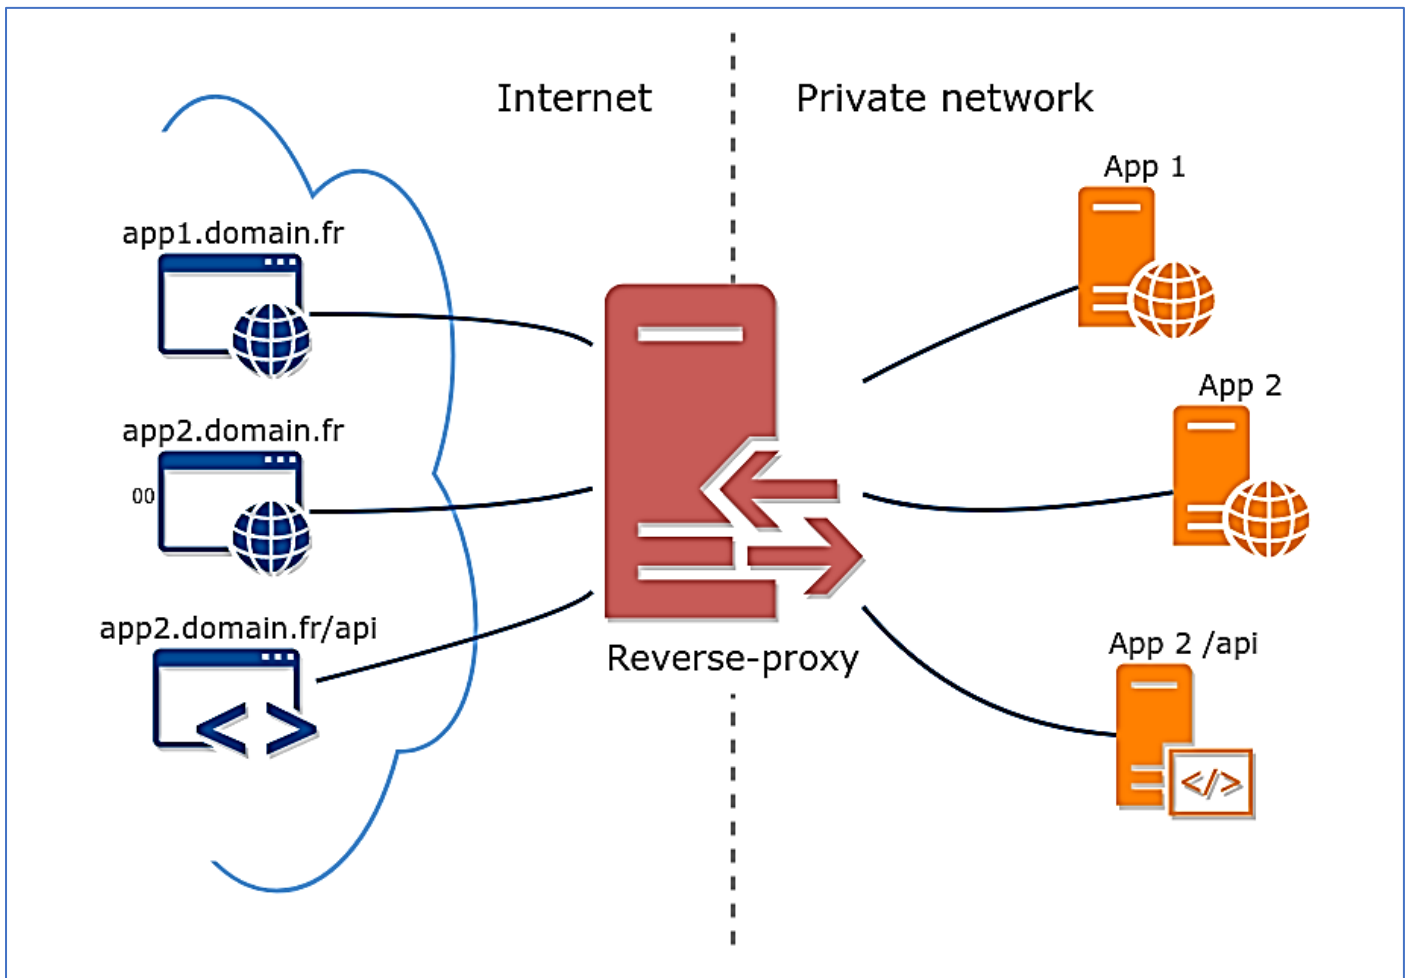 Internet
Private network
App 1
app1.domain.fr
App 2
app2.domain.fr
00
app2.domain.fr/api
Reverse-proxy
App 2 /api
</>